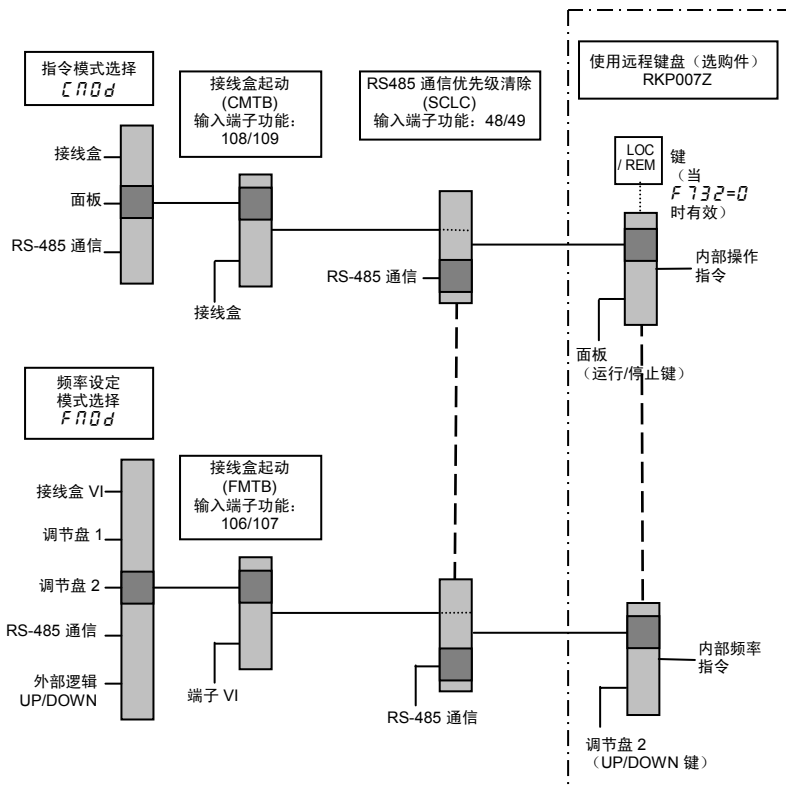 指令模式选择
CMOd
接线盒
面板
RS-485 通信
接线盒起动
(CMTB)
输入端子功能：
108/109
接线盒
RS485 通信优先级清除
(SCLC)
输入端子功能：48/49
RS-485 通信
使用远程键盘（选购件）
RKP007Z
LOC
/ REM
键
（当
F732=0
时有效）
内部操作
指令
面板
（运行/停止键）
频率设定
模式选择
FMOd
接线盒 VI
调节盘 1
调节盘 2
RS-485 通信
外部逻辑
UP/DOWN
接线盒起动
(FMTB)
输入端子功能：
106/107
端子 VI
RS-485 通信
内部频率
指令
调节盘 2
（UP/DOWN 键）